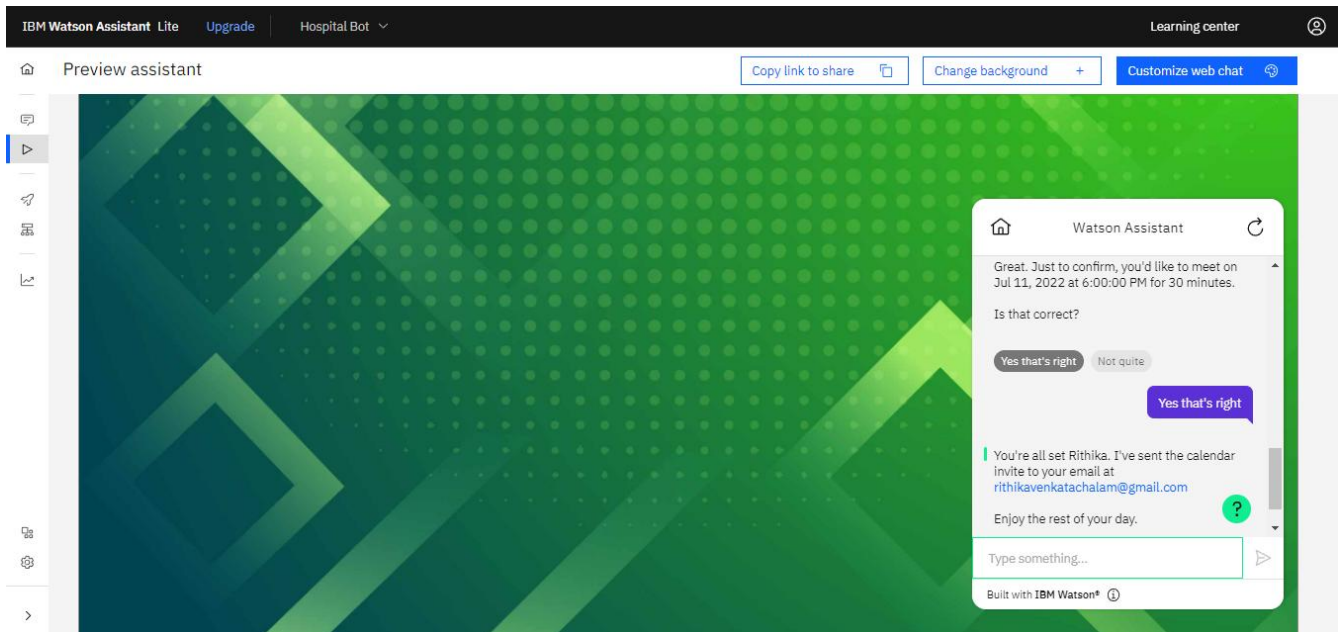 IBM Watson Assistant Lite Upgrade Hospital Bot Learning center
Preview assistant Copy link to share Change background + Customize web chat
Watson Assistant
Great. Just to confirm, you'd like to meet on
Jul 11, 2022 at 6:00:00 PM for 30 minutes.
Is that correct?
Yes that's right Not quite
Yes that's right
You're all set Rithika. I've sent the calendar
invite to your email at
rithikavenkatachalam@gmail.com
?
Enjoy the rest of your day.
Type something...
Built with IBM Watson®